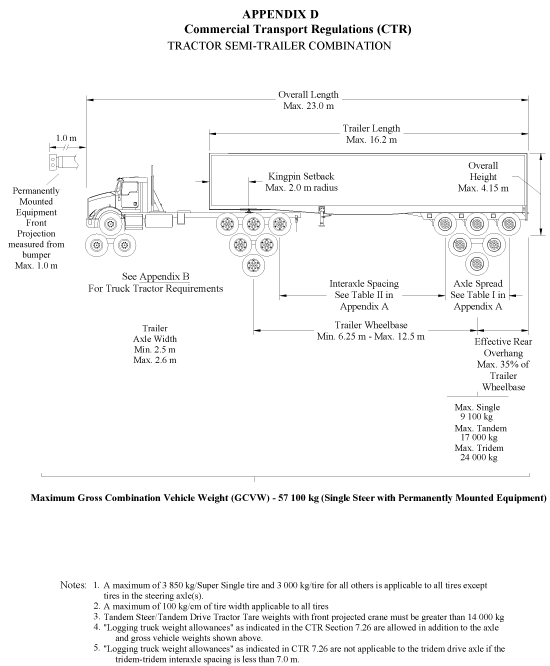 APPENDIX D
Commercial Transport Regulations (CTR)
TRACTOR SEMI-TRAILER COMBINATION
Overall Length
Max. 23.0 m
1.0 m
Trailer Length
Max. 16.2 m
Permanently
Mounted
Equipment
Front
Projection
measured from
bumper
Max. 1.0 m
Kingpin Setback
Max. 2.0 m radius
Overall
Height
Max. 4.15 m
See Appendix B
For Truck Tractor Requirements
Interaxle Spacing
See Table II in
Appendix A
Axle Spread
See Table I in
Appendix A
Trailer
Axle Width
Min. 2.5 m
Max. 2.6 m
Trailer Wheelbase
Min. 6.25 m - Max. 12.5 m
Effective Rear
Overhang
Max. 35% of
Trailer
Wheelbase
Max. Single
9 100 kg
Max. Tandem
17 000 kg
Max. Tridem
24 000 kg
Maximum Gross Combination Vehicle Weight (GCVW) - 57 100 kg (Single Steer with Permanently Mounted Equipment)
Notes: 1. A maximum of 3 850 kg/Super Single tire and 3 000 kg/tire for all others is applicable to all tires except
tires in the steering axle(s).
2. A maximum of 100 kg/cm of tire width applicable to all tires
3. Tandem Steer/Tandem Drive Tractor Tare weights with front projected crane must be greater than 14 000 kg
4. "Logging truck weight allowances" as indicated in the CTR Section 7.26 are allowed in addition to the axle
and gross vehicle weights shown above.
5. "Logging truck weight allowances" as indicated in CTR 7.26 are not applicable to the tridem drive axle if the
tridem-tridem interaxle spacing is less than 7.0 m.